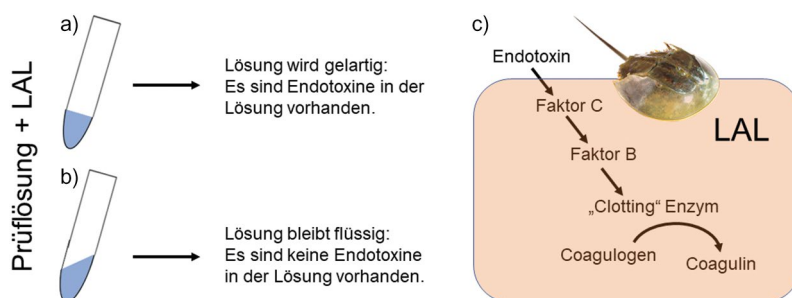 Prüflösung + LAL
a)
Lösung wird gelartig:
Es sind Endotoxine in der
Lösung vorhanden.
b)
Lösung bleibt flüssig:
Es sind keine Endotoxine
in der Lösung vorhanden.
c)
Endotoxin
Faktor C
LAL
Faktor B
„Clotting“ Enzym
Coagulogen
Coagulin